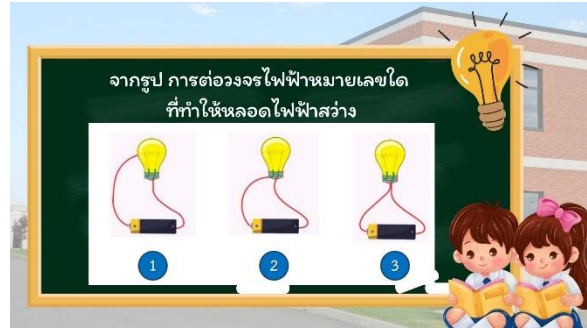 จากรูป การต่อวงจรไฟฟ้าหมายเลขใด
ที่ทำให้หลอดไฟฟ้าสว่าง
1 2 3